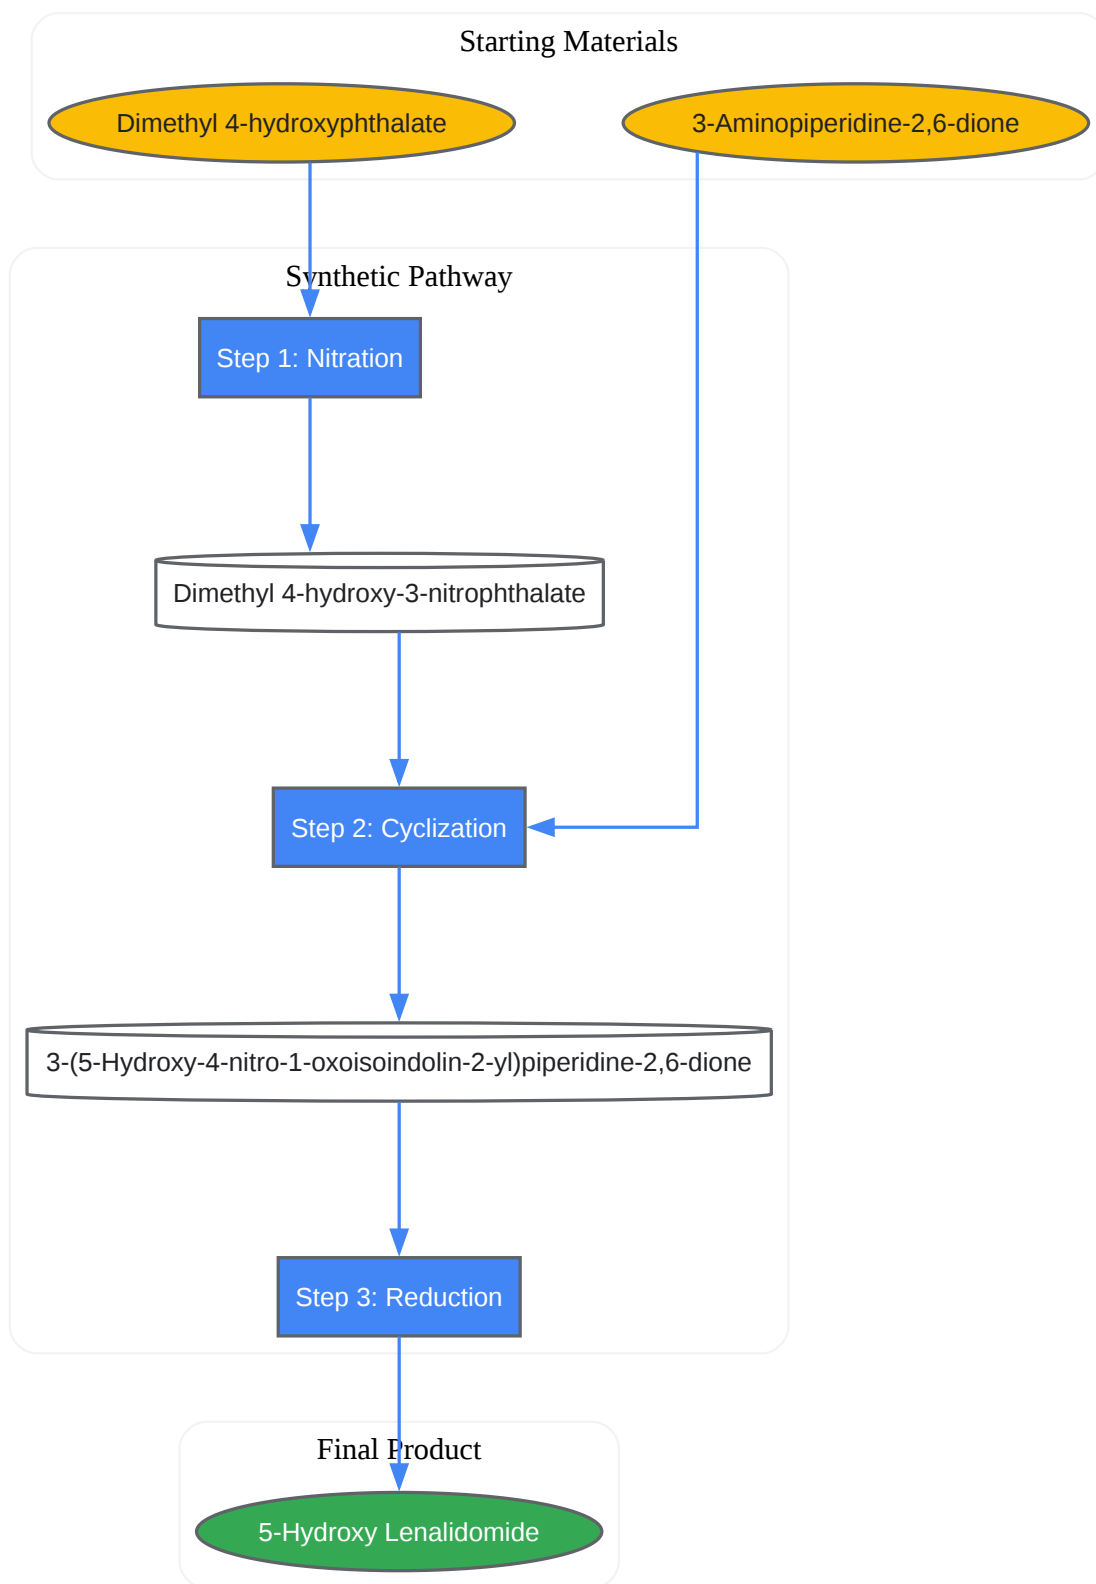 Starting Materials
Dimethyl 4-hydroxyphthalate
3-Aminopiperidine-2,6-dione
Synthetic Pathway
Step 1: Nitration
Dimethyl 4-hydroxy-3-nitrophthalate
Step 2: Cyclization
3-(5-Hydroxy-4-nitro-1-oxoisoindolin-2-yl)piperidine-2,6-dione
Step 3: Reduction
Final Product
5-Hydroxy Lenalidomide